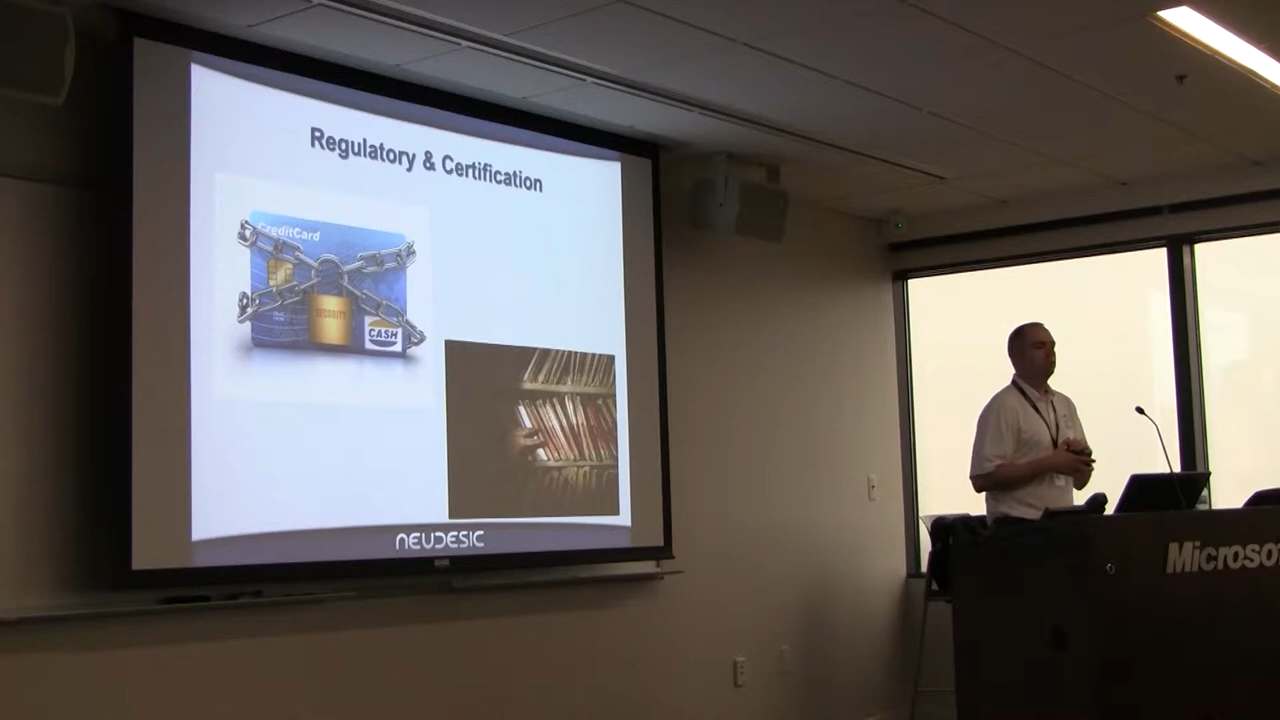 Regulatory & Certification
CreditCard
SECURITY
CASH
NEUDESIC
Microso